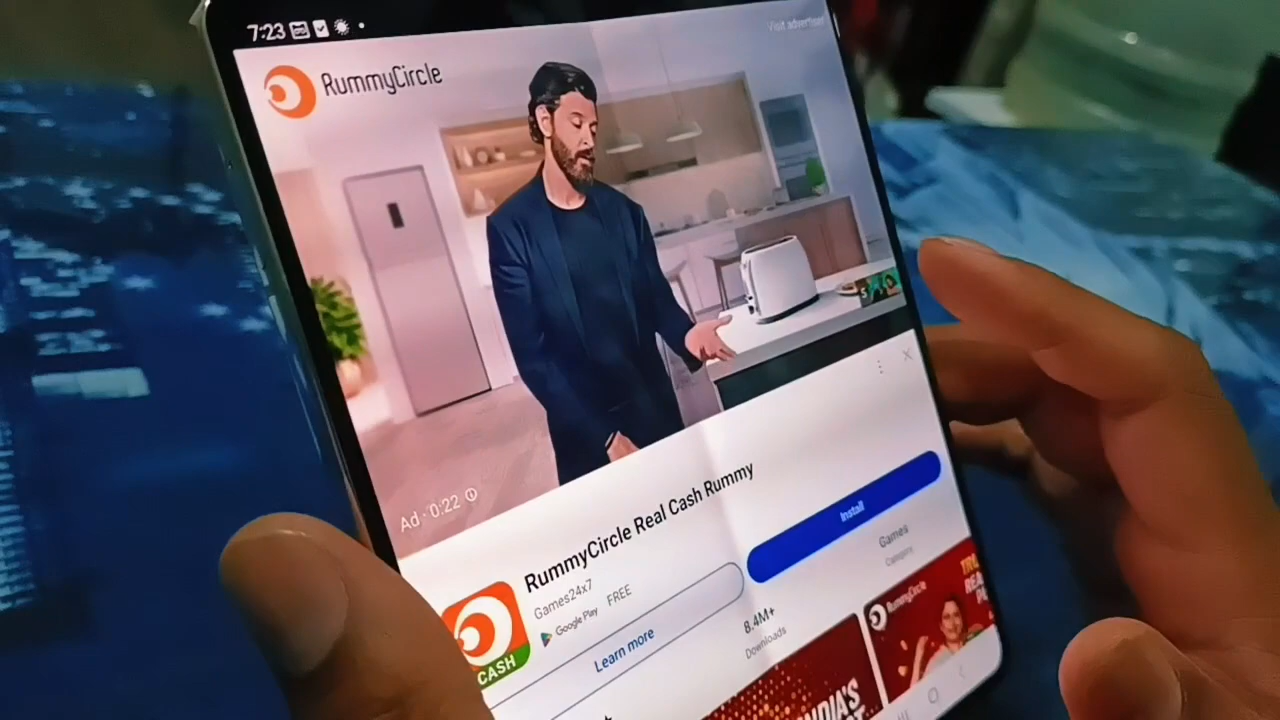 7:23
Visit advertiser
RummyCircle
Ad · 0:22
RummyCircle Real Cash Rummy
Games24x7
Google Play FREE
CASH
Learn more
Install
8.4M+
Downloads
Games
Category
RummyCircle
INDIA'S